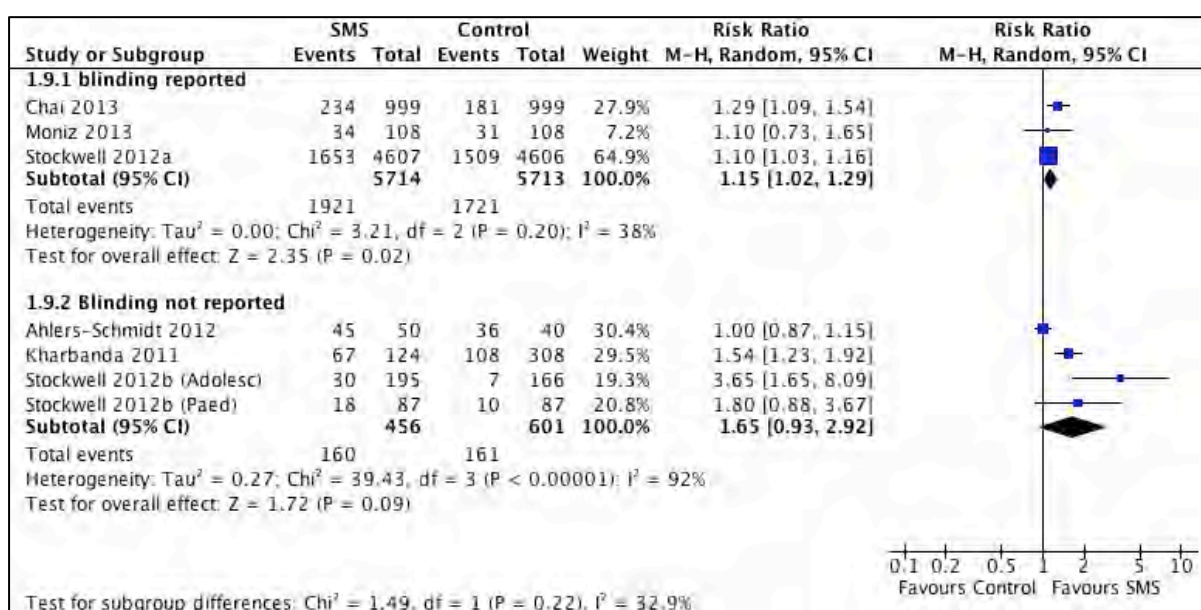 SMS Control Risk Ratio Risk Ratio
Study or Subgroup Events Total Events Total Weight M-H, Random, 95% CI M-H, Random, 95% CI
1.9.1 blinding reported
Chai 2013 234 999 181 999 27.9% 1.29 [1.09, 1.54]
Moniz 2013 34 108 31 108 7.2% 1.10 [0.73, 1.65]
Stockwell 2012a 1653 4607 1509 4606 64.9% 1.10 [1.03, 1.16]
Subtotal (95% CI) 5714 5713 100.0% 1.15 [1.02, 1.29]
Total events 1921 1721
Heterogeneity: Tau² = 0.00; Chi² = 3.21, df = 2 (P = 0.20); I² = 38%
Test for overall effect: Z = 2.35 (P = 0.02)
1.9.2 Blinding not reported
Ahlers-Schmidt 2012 45 50 36 40 30.4% 1.00 [0.87, 1.15]
Kharbanda 2011 67 124 108 308 29.5% 1.54 [1.23, 1.92]
Stockwell 2012b (Adolesc) 30 195 7 166 19.3% 3.65 [1.65, 8.09]
Stockwell 2012b (Paed) 18 87 10 87 20.8% 1.80 [0.88, 3.67]
Subtotal (95% CI) 456 601 100.0% 1.65 [0.93, 2.92]
Total events 160 161
Heterogeneity: Tau² = 0.27; Chi² = 39.43, df = 3 (P < 0.00001); I² = 92%
Test for overall effect: Z = 1.72 (P = 0.09)
0.1 0.2 0.5 1 2 5 10
Favours Control Favours SMS
Test for subgroup differences: Chi² = 1.49, df = 1 (P = 0.22), I² = 32.9%